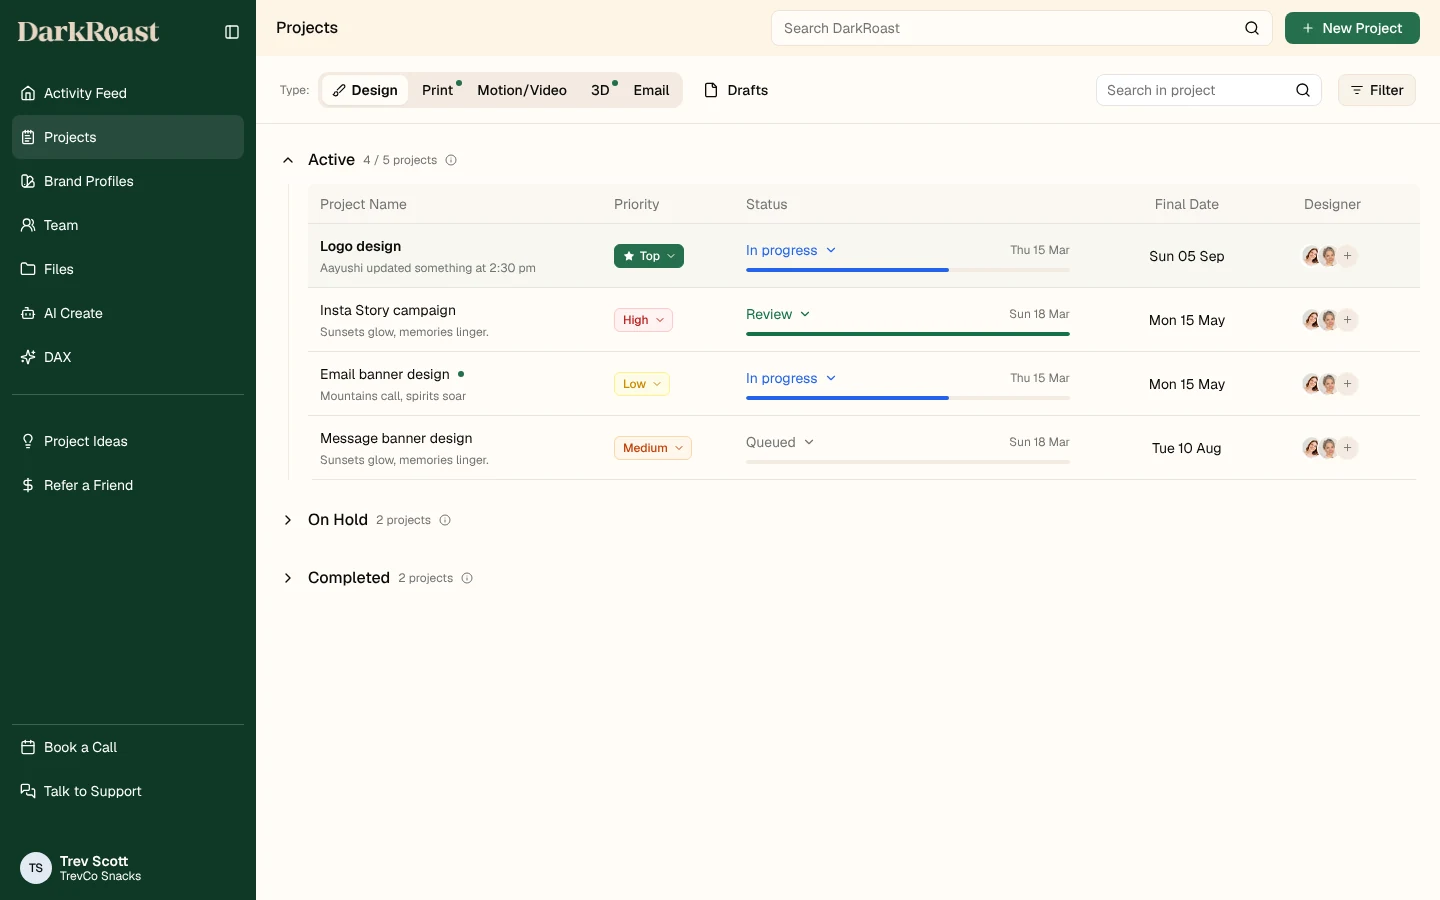 DarkRoast
Activity Feed
Projects
Brand Profiles
Team
Files
AI Create
DAX
Project Ideas
Refer a Friend
Book a Call
Talk to Support
TS
Trev Scott
TrevCo Snacks
Projects
Search DarkRoast
+ New Project
Type: Design Print Motion/Video 3D Email Drafts
Search in project
Filter
Active 4 / 5 projects
Project Name Priority Status Final Date Designer
Logo design
Aayushi updated something at 2:30 pm
Top
In progress Thu 15 Mar
Sun 05 Sep
+
Insta Story campaign
Sunsets glow, memories linger.
High
Review Sun 18 Mar
Mon 15 May
+
Email banner design
Mountains call, spirits soar
Low
In progress Thu 15 Mar
Mon 15 May
+
Message banner design
Sunsets glow, memories linger.
Medium
Queued Sun 18 Mar
Tue 10 Aug
+
On Hold 2 projects
Completed 2 projects